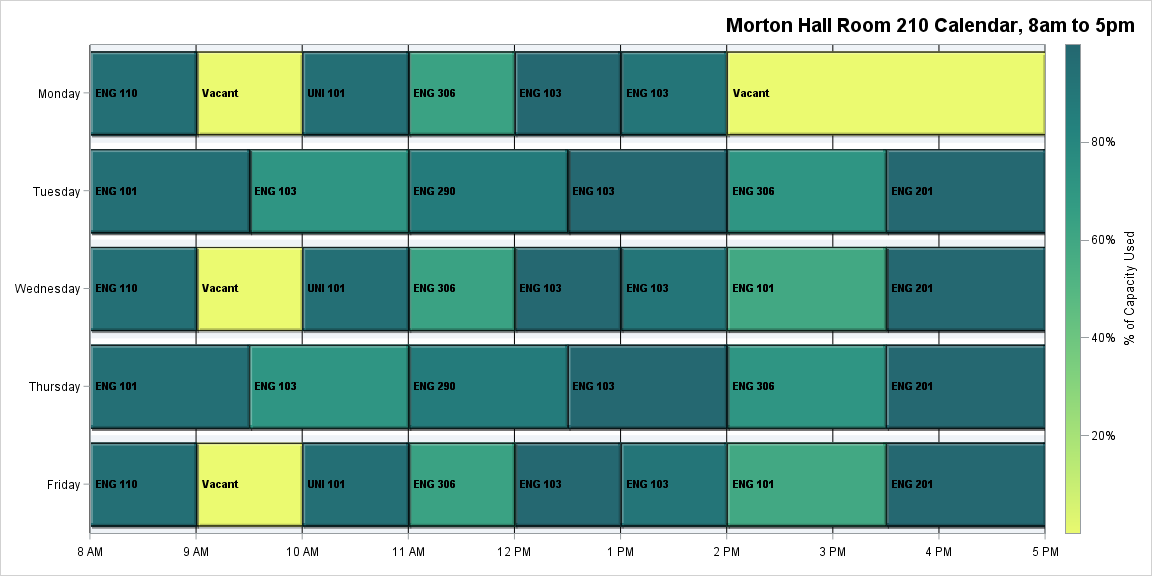 Morton Hall Room 210 Calendar, 8am to 5pm
Monday
ENG 110
Vacant
UNI 101
ENG 306
ENG 103
ENG 103
Vacant
Tuesday
ENG 101
ENG 103
ENG 290
ENG 103
ENG 306
ENG 201
Wednesday
ENG 110
Vacant
UNI 101
ENG 306
ENG 103
ENG 103
ENG 101
ENG 201
Thursday
ENG 101
ENG 103
ENG 290
ENG 103
ENG 306
ENG 201
Friday
ENG 110
Vacant
UNI 101
ENG 306
ENG 103
ENG 103
ENG 101
ENG 201
8 AM
9 AM
10 AM
11 AM
12 PM
1 PM
2 PM
3 PM
4 PM
5 PM
80%
60%
40%
20%
% of Capacity Used